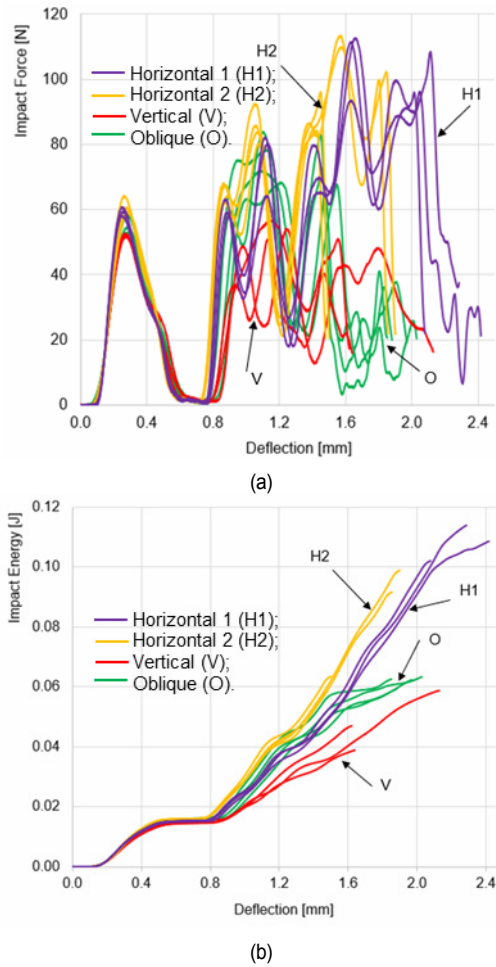 Impact Force [N]
120
100
80
60
40
20
0
Horizontal 1 (H1);
Horizontal 2 (H2);
Vertical (V);
Oblique (O).
H2
H1
V
O
0.0 0.4 0.8 1.2 1.6 2.0 2.4
Deflection [mm]
(a)
Impact Energy [J]
0.12
0.10
0.08
0.06
0.04
0.02
0.00
Horizontal 1 (H1);
Horizontal 2 (H2);
Vertical (V);
Oblique (O).
H2
H1
O
V
0.0 0.4 0.8 1.2 1.6 2.0 2.4
Deflection [mm]
(b)